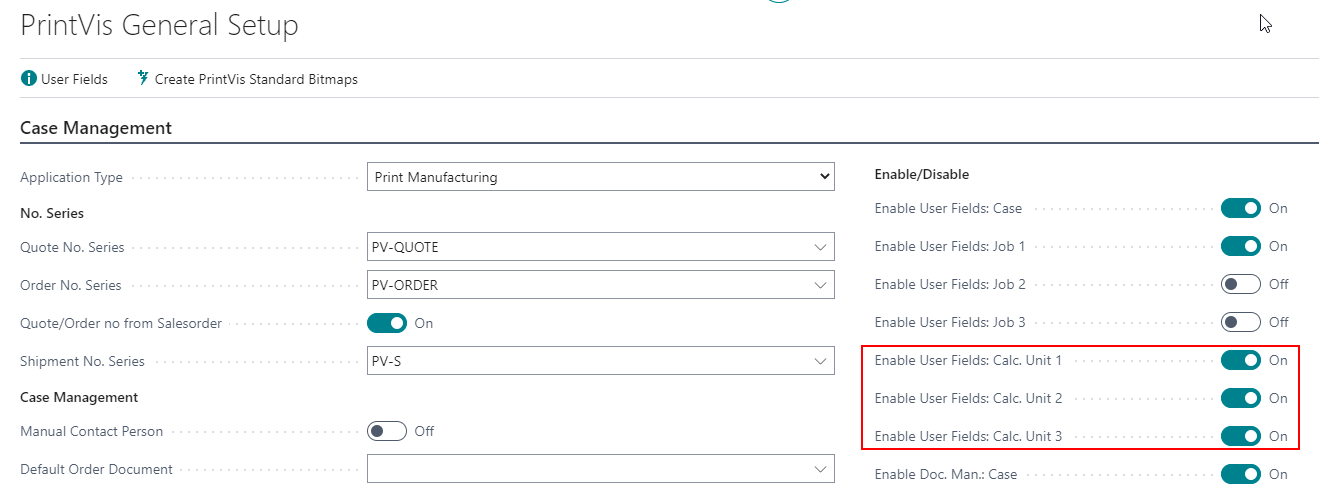 PrintVis General Setup
User Fields
Create PrintVis Standard Bitmaps
Case Management
Application Type
Print Manufacturing
No. Series
Quote No. Series
PV-QUOTE
Order No. Series
PV-ORDER
Quote/Order no from Salesorder
On
Shipment No. Series
PV-S
Case Management
Manual Contact Person
Off
Default Order Document
Enable/Disable
Enable User Fields: Case
On
Enable User Fields: Job 1
On
Enable User Fields: Job 2
Off
Enable User Fields: Job 3
Off
Enable User Fields: Calc. Unit 1
On
Enable User Fields: Calc. Unit 2
On
Enable User Fields: Calc. Unit 3
On
Enable Doc. Man.: Case
On